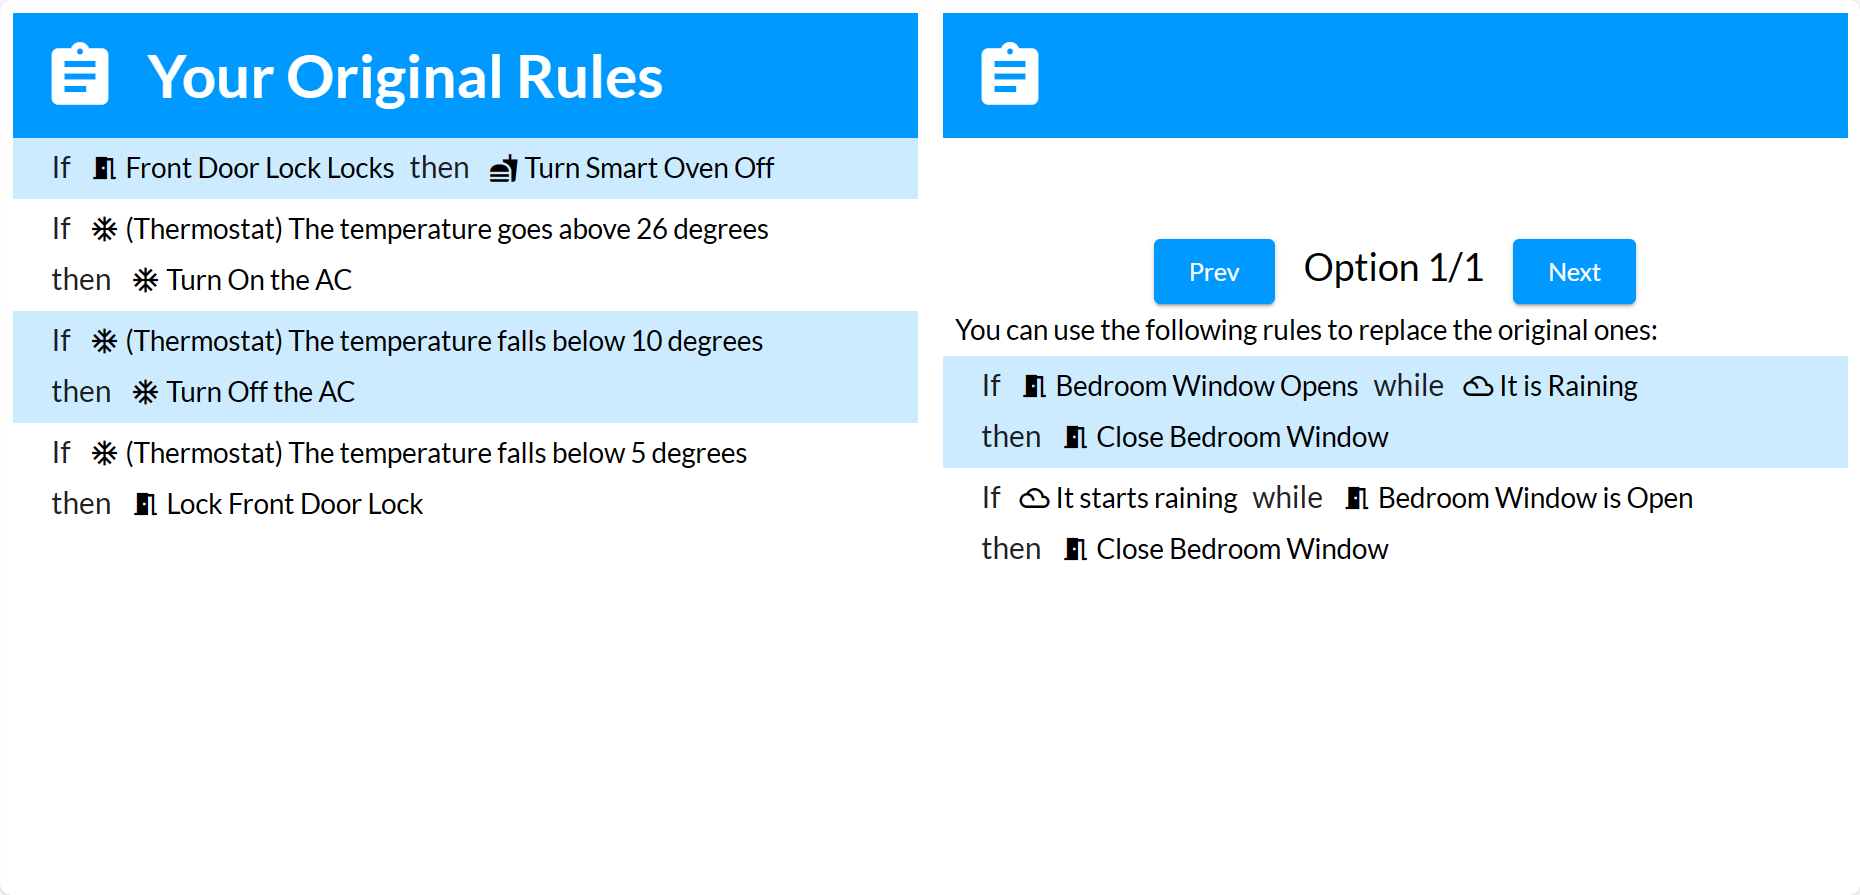 Your Original Rules
If Front Door Lock Locks then Turn Smart Oven Off
If (Thermostat) The temperature goes above 26 degrees
then Turn On the AC
If (Thermostat) The temperature falls below 10 degrees
then Turn Off the AC
If (Thermostat) The temperature falls below 5 degrees
then Lock Front Door Lock
Prev Option 1/1 Next
You can use the following rules to replace the original ones:
If Bedroom Window Opens while It is Raining
then Close Bedroom Window
If It starts raining while Bedroom Window is Open
then Close Bedroom Window